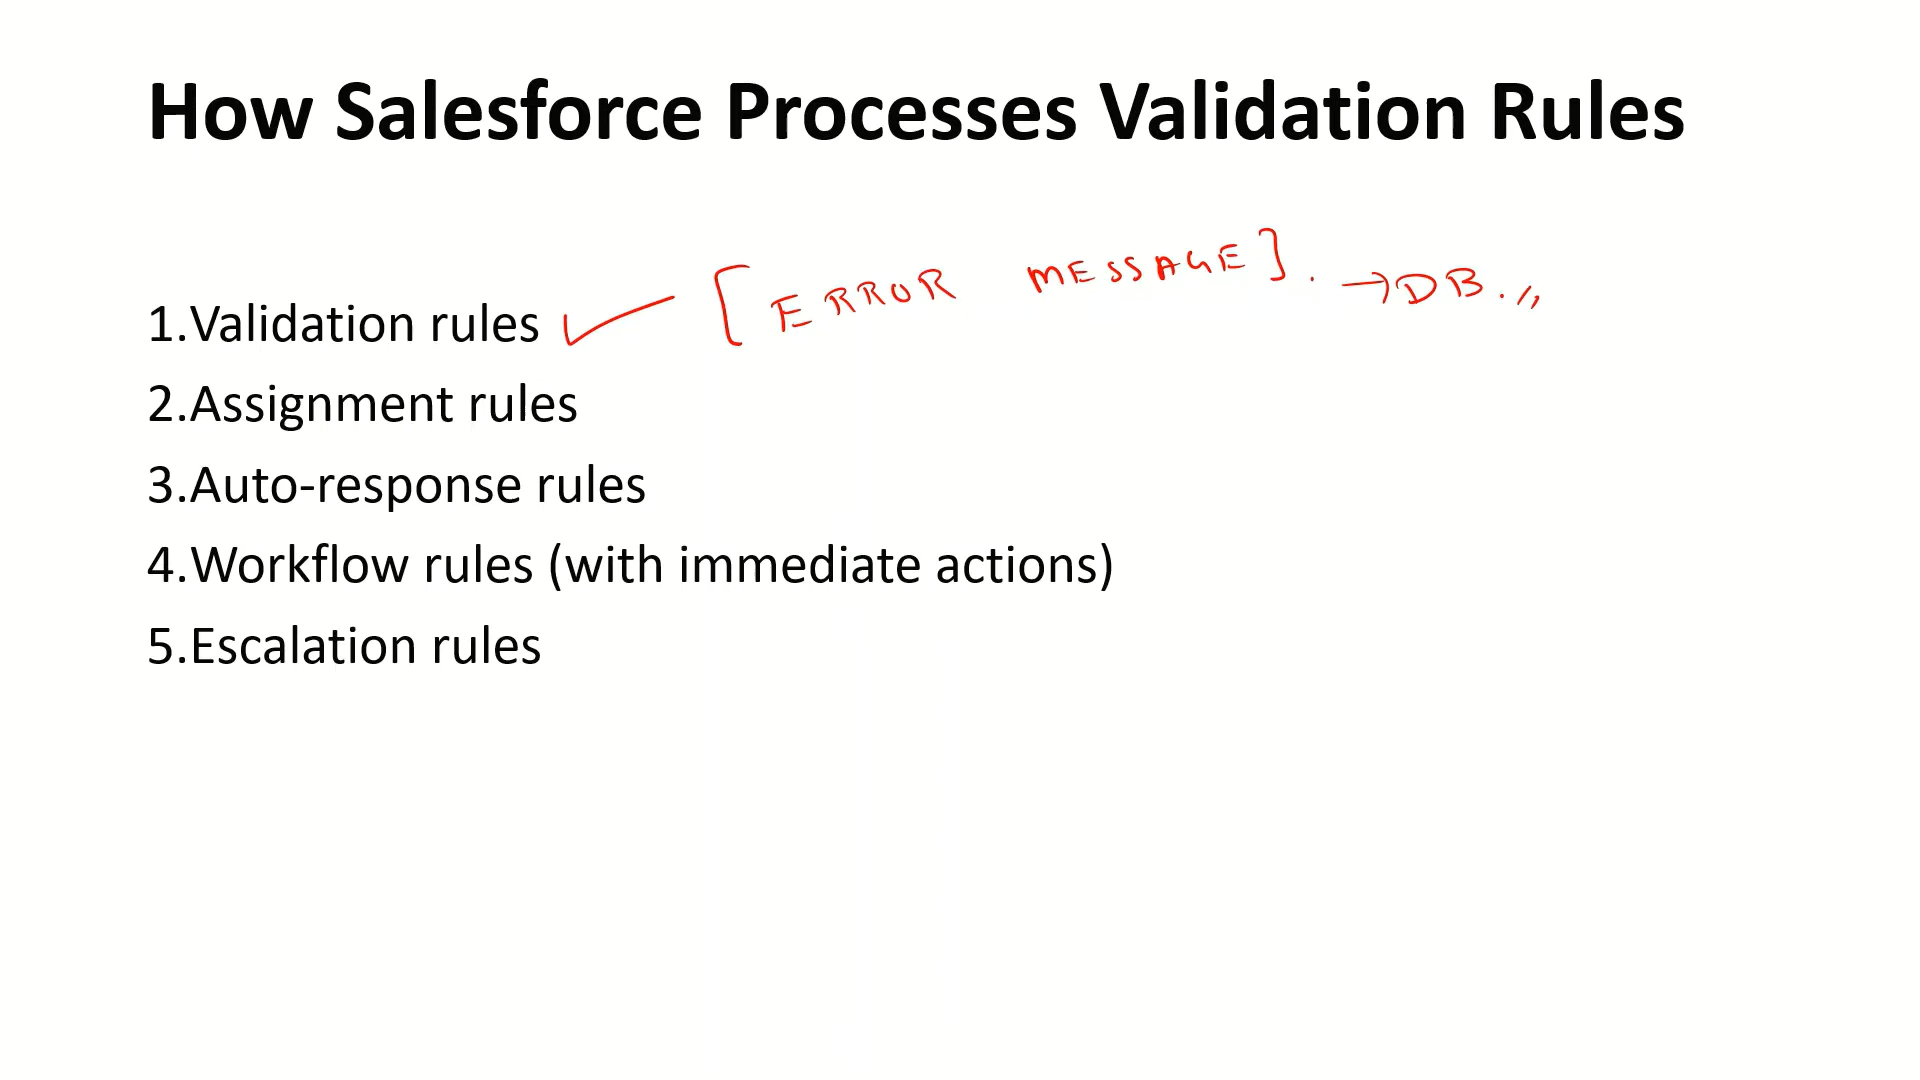 How Salesforce Processes Validation Rules
[ERROR MESSAGE]. → DB.,,
1.Validation rules
2.Assignment rules
3.Auto-response rules
4.Workflow rules (with immediate actions)
5.Escalation rules